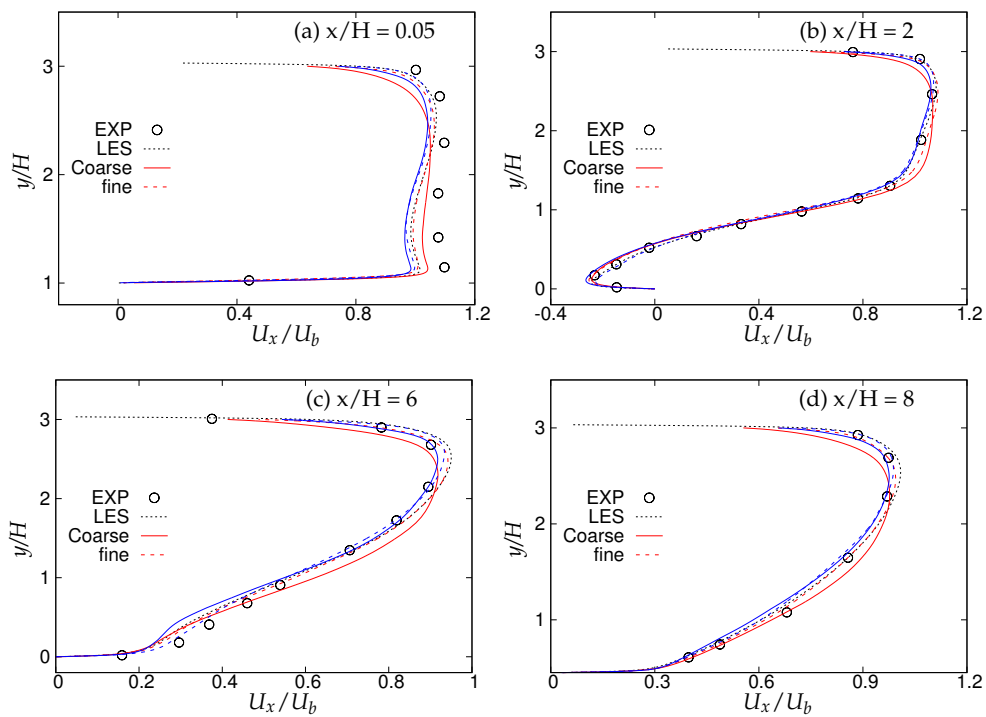 (a) x/H = 0.05
3
2
1
y/H
EXP
LES
Coarse
fine
0 0.4 0.8 1.2
U_x/U_b
(b) x/H = 2
3
2
1
0
y/H
EXP
LES
Coarse
fine
-0.4 0 0.4 0.8 1.2
U_x/U_b
(c) x/H = 6
3
2
1
0
y/H
EXP
LES
Coarse
fine
0 0.2 0.4 0.6 0.8 1
U_x/U_b
(d) x/H = 8
3
2
1
y/H
EXP
LES
Coarse
fine
0 0.3 0.6 0.9 1.2
U_x/U_b